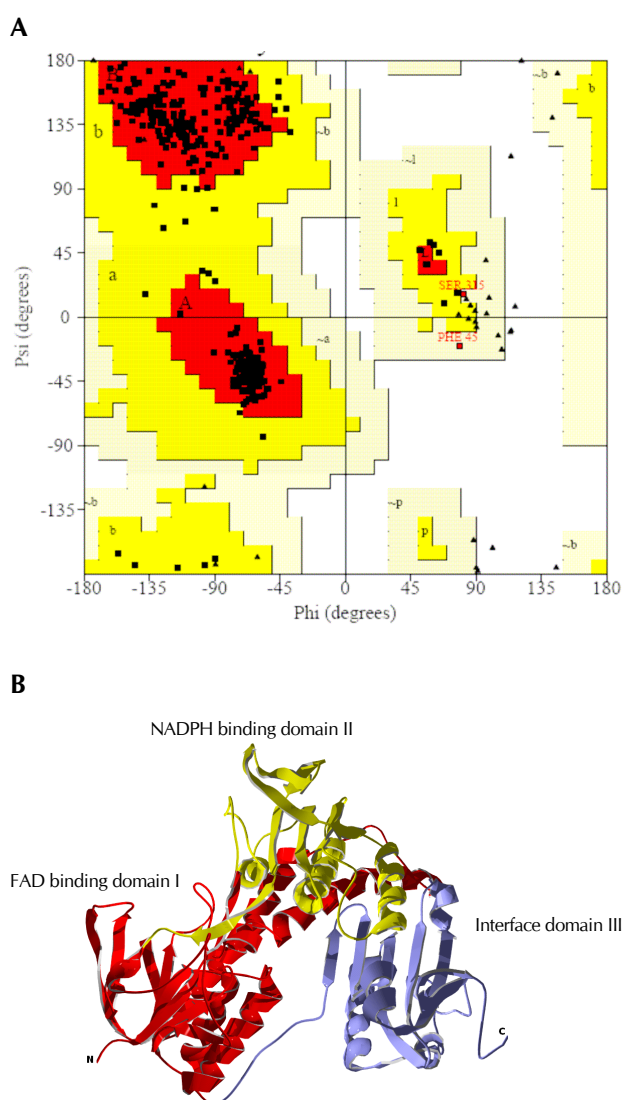 A
180
135
90
45
0
-45
-90
-135
-180
Psi (degrees)
B
b
~b
~b
b
~l
l
a
A
L
SER 315
PHE 45
~a
~b
b
~p
p
~b
-180 -135 -90 -45 0 45 90 135 180
Phi (degrees)
B
NADPH binding domain II
FAD binding domain I
Interface domain III
N
C